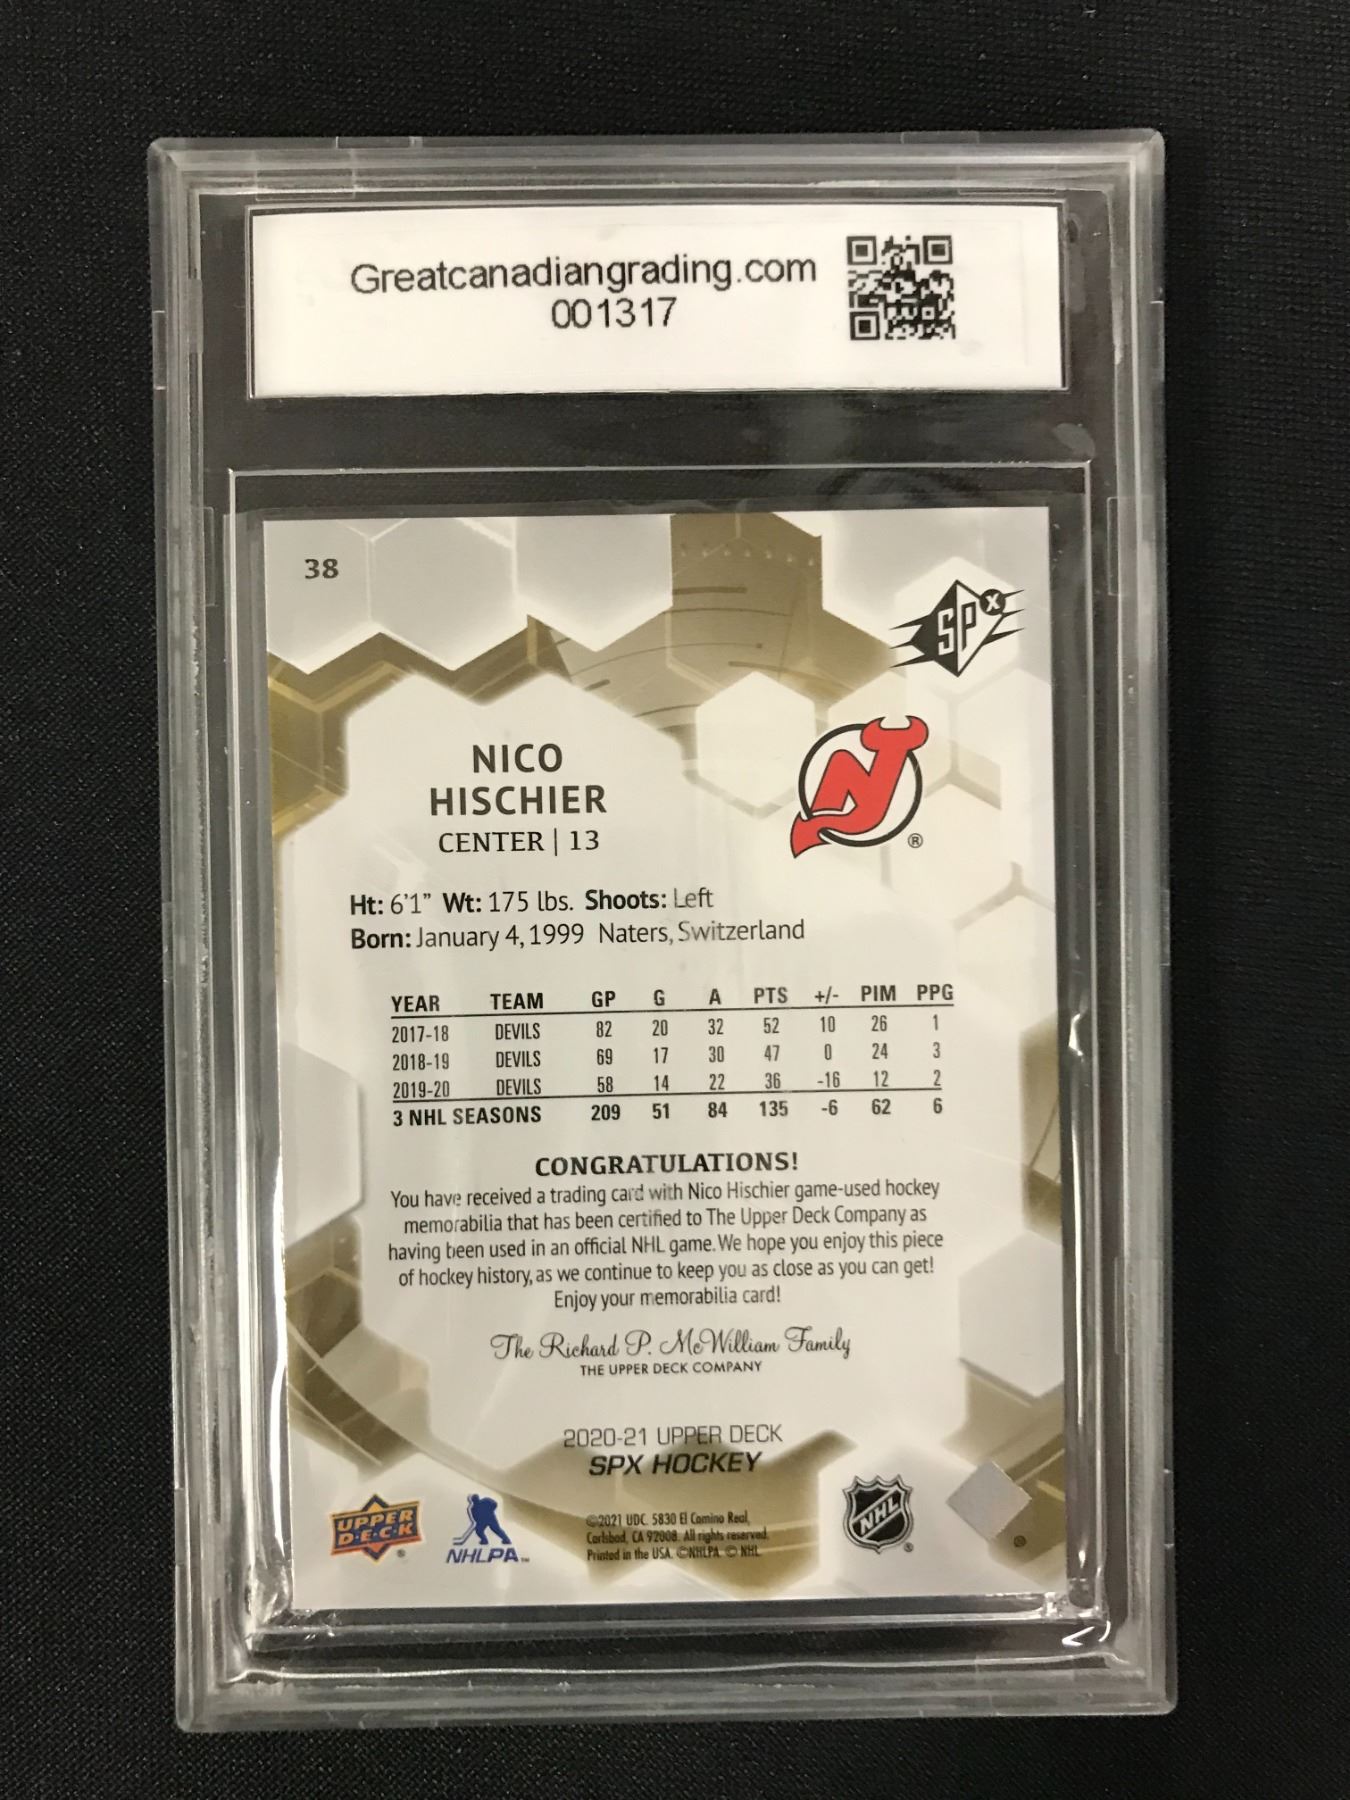 Greatcanadiangrading.com
001317
38
SPx
NICO
HISCHIER
CENTER | 13
NJ
®
Ht: 6'1" Wt: 175 lbs. Shoots: Left
Born: January 4, 1999 Naters, Switzerland
YEAR TEAM GP G A PTS +/- PIM PPG
2017-18 DEVILS 82 20 32 52 10 26 1
2018-19 DEVILS 69 17 30 47 0 24 3
2019-20 DEVILS 58 14 22 36 -16 12 2
3 NHL SEASONS 209 51 84 135 -6 62 6
CONGRATULATIONS!
You have received a trading card with Nico Hischier game-used hockey
memorabilia that has been certified to The Upper Deck Company as
having been used in an official NHL game. We hope you enjoy this piece
of hockey history, as we continue to keep you as close as you can get!
Enjoy your memorabilia card!
The Richard P. McWilliam Family
THE UPPER DECK COMPANY
2020-21 UPPER DECK
SPX HOCKEY
UPPER
D·E·C·K
®
NHLPA™
©2021 UDC. 5830 El Camino Real,
Carlsbad, CA 92008. All rights reserved.
Printed in the USA. ©NHLPA © NHL
NHL
®